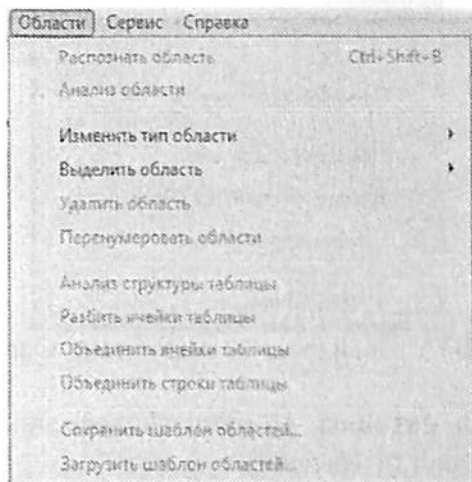 Области Сервис Справка
Распознать область Ctrl+Shift+B
Анализ области
Изменить тип области
Выделить область
Удалить область
Перенумеровать области
Анализ структуры таблицы
Разбить ячейки таблицы
Объединить ячейки таблицы
Объединить строки таблицы
Сохранить шаблон областей...
Загрузить шаблон областей...